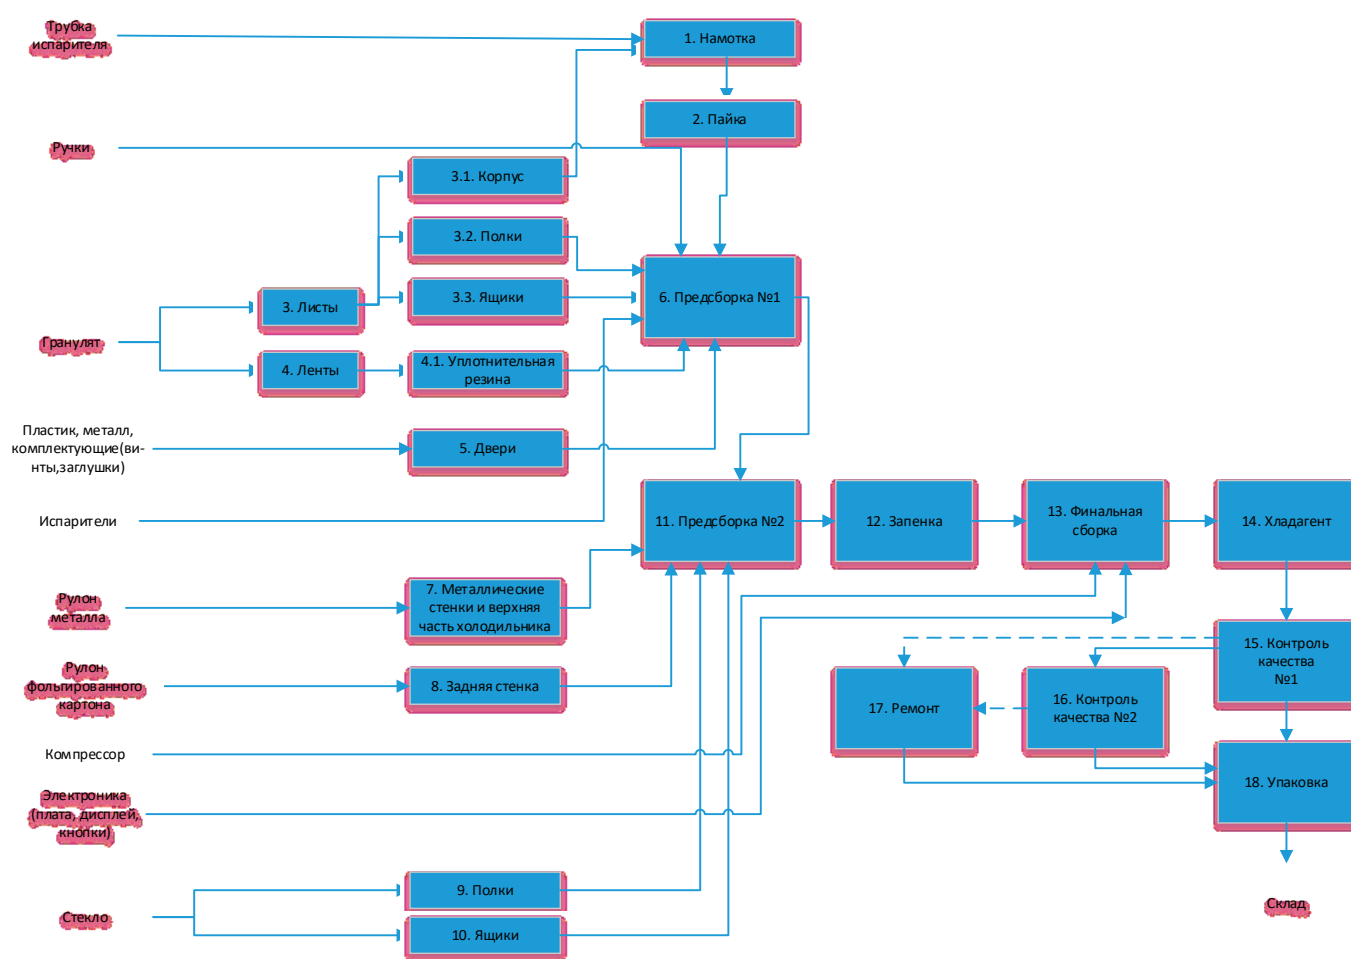 Трубка
испарителя
1. Намотка
2. Пайка
Ручки
3.1. Корпус
3.2. Полки
3.3. Ящики
6. Предсборка №1
3. Листы
Гранулят
4. Ленты
4.1. Уплотнительная
резина
Пластик, металл,
комплектующие(ви-
нты,заглушки)
5. Двери
Испарители
11. Предсборка №2
12. Запенка
13. Финальная
сборка
14. Хладагент
Рулон
металла
7. Металлические
стенки и верхняя
часть холодильника
15. Контроль
качества
№1
Рулон
фольгированного
картона
8. Задняя стенка
17. Ремонт
16. Контроль
качества №2
Компрессор
18. Упаковка
Электроника
(плата, дисплей,
кнопки)
9. Полки
Стекло
10. Ящики
Склад